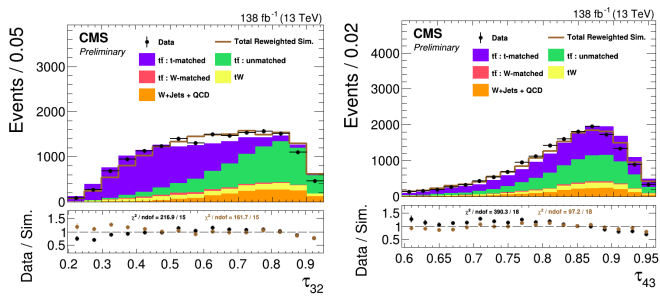 138 fb⁻¹ (13 TeV)
CMS
Preliminary
Data
Total Reweighted Sim.
tt̄ : t-matched
tt̄ : unmatched
tt̄ : W-matched
tW
W+Jets + QCD
Events / 0.05
3000
2000
1000
0
χ² / ndof = 216.9 / 15
χ² / ndof = 161.7 / 15
Data / Sim.
1.5
1.0
0.5
0.2 0.3 0.4 0.5 0.6 0.7 0.8 0.9
τ₃₂
138 fb⁻¹ (13 TeV)
CMS
Preliminary
Data
Total Reweighted Sim.
tt̄ : t-matched
tt̄ : unmatched
tt̄ : W-matched
tW
W+Jets + QCD
Events / 0.02
4000
3000
2000
1000
0
χ² / ndof = 390.3 / 18
χ² / ndof = 97.2 / 18
Data / Sim.
1.5
1.0
0.5
0.6 0.65 0.7 0.75 0.8 0.85 0.9 0.95
τ₄₃